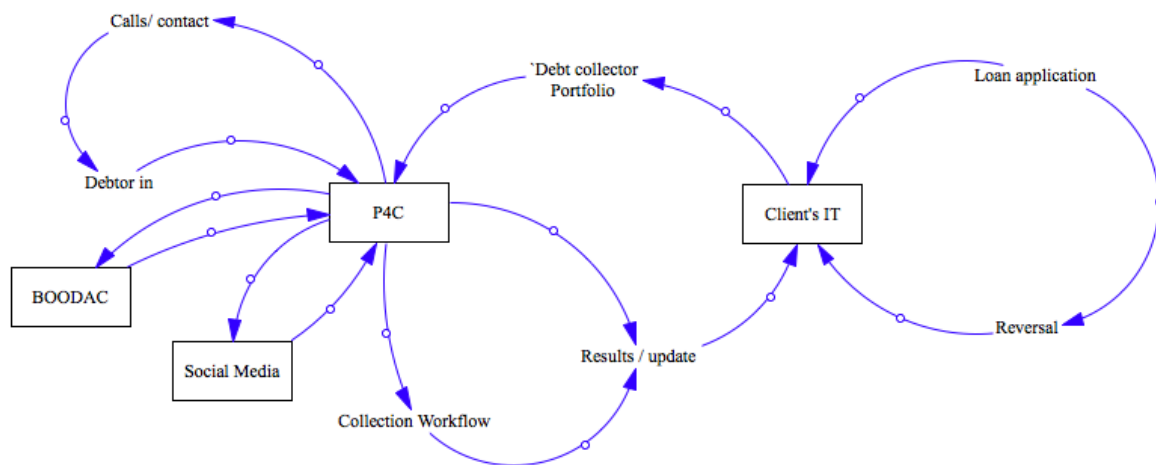 Calls/ contact
`Debt collector
Portfolio
Loan application
Debtor in
P4C
Client's IT
BOODAC
Social Media
Results / update
Reversal
Collection Workflow